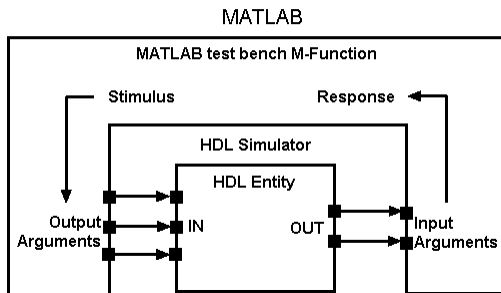 MATLAB
MATLAB test bench M-Function
Stimulus
Response
HDL Simulator
HDL Entity
Output
Arguments
IN
OUT
Input
Arguments